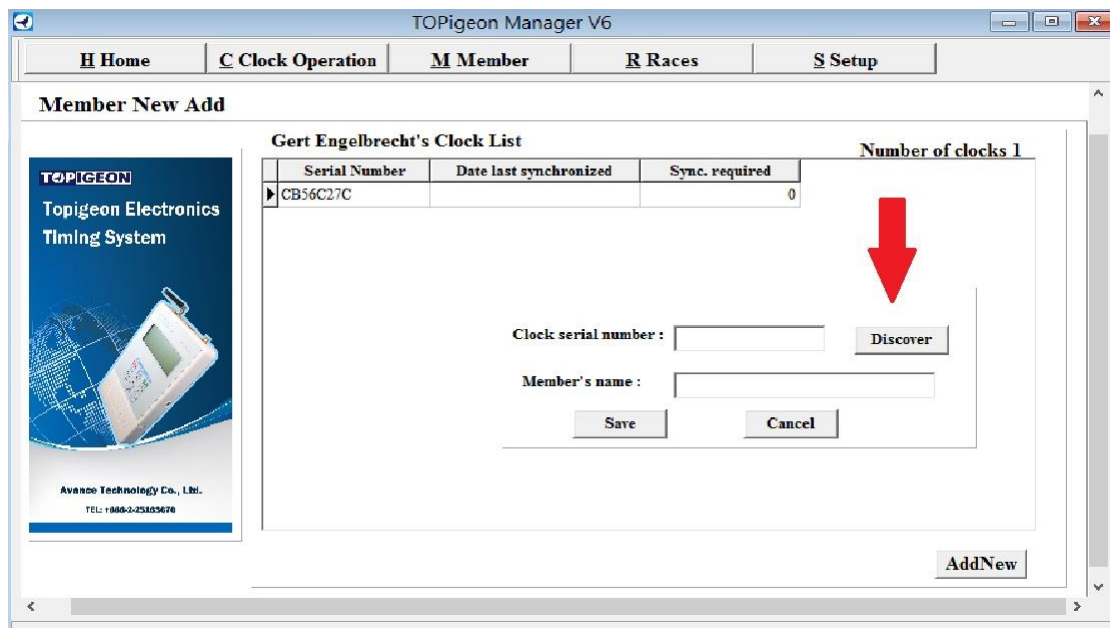 TOPigeon Manager V6
H Home C Clock Operation M Member R Races S Setup
Member New Add
Gert Engelbrecht's Clock List
Number of clocks 1
Serial Number Date last synchronized Sync. required
CB56C27C 0
TOPIGEON
Topigeon Electronics
Timing System
Clock serial number :
Discover
Member's name :
Save Cancel
Avance Technology Co., Ltd.
AddNew